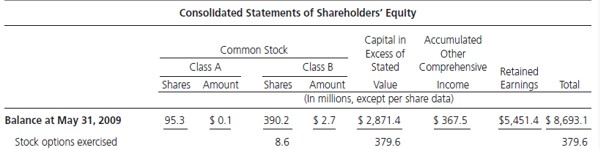 Consolidated Statements of Shareholders' Equity
Common Stock
Class A
Class B
Capital in
Excess of
Stated
Value
Accumulated
Other
Comprehensive
Income
Retained
Earnings
Total
Shares Amount Shares Amount
(In millions, except per share data)
Balance at May 31, 2009 95.3 $ 0.1 390.2 $ 2.7 $ 2,871.4 $ 367.5 $5,451.4 $ 8,693.1
Stock options exercised 8.6 379.6 379.6